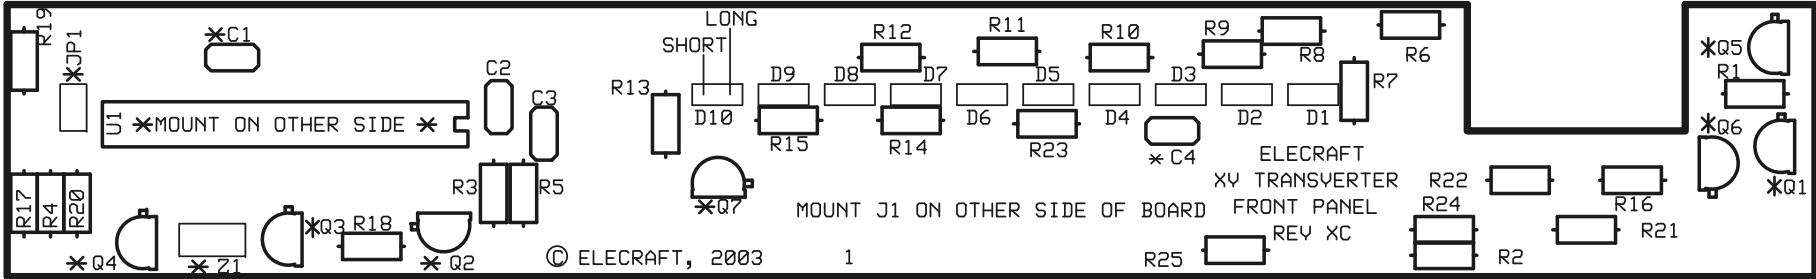 LONG
SHORT
R19
JP1
C1
C2
C3
R13
R12
R11
R10
R9
R8
R6
R7
Q5
R1
D9
D8
D7
D5
D3
D10
D6
D4
D2
D1
U1
MOUNT ON OTHER SIDE
R15
R14
R23
C4
Q6
Q1
ELECRAFT
XV TRANSVERTER
FRONT PANEL
REV XC
MOUNT J1 ON OTHER SIDE OF BOARD
R17
R4
R20
R3
R5
Q7
R22
R16
R24
R21
R2
R25
Q4
Z1
Q3
R18
Q2
© ELECRAFT, 2003
1